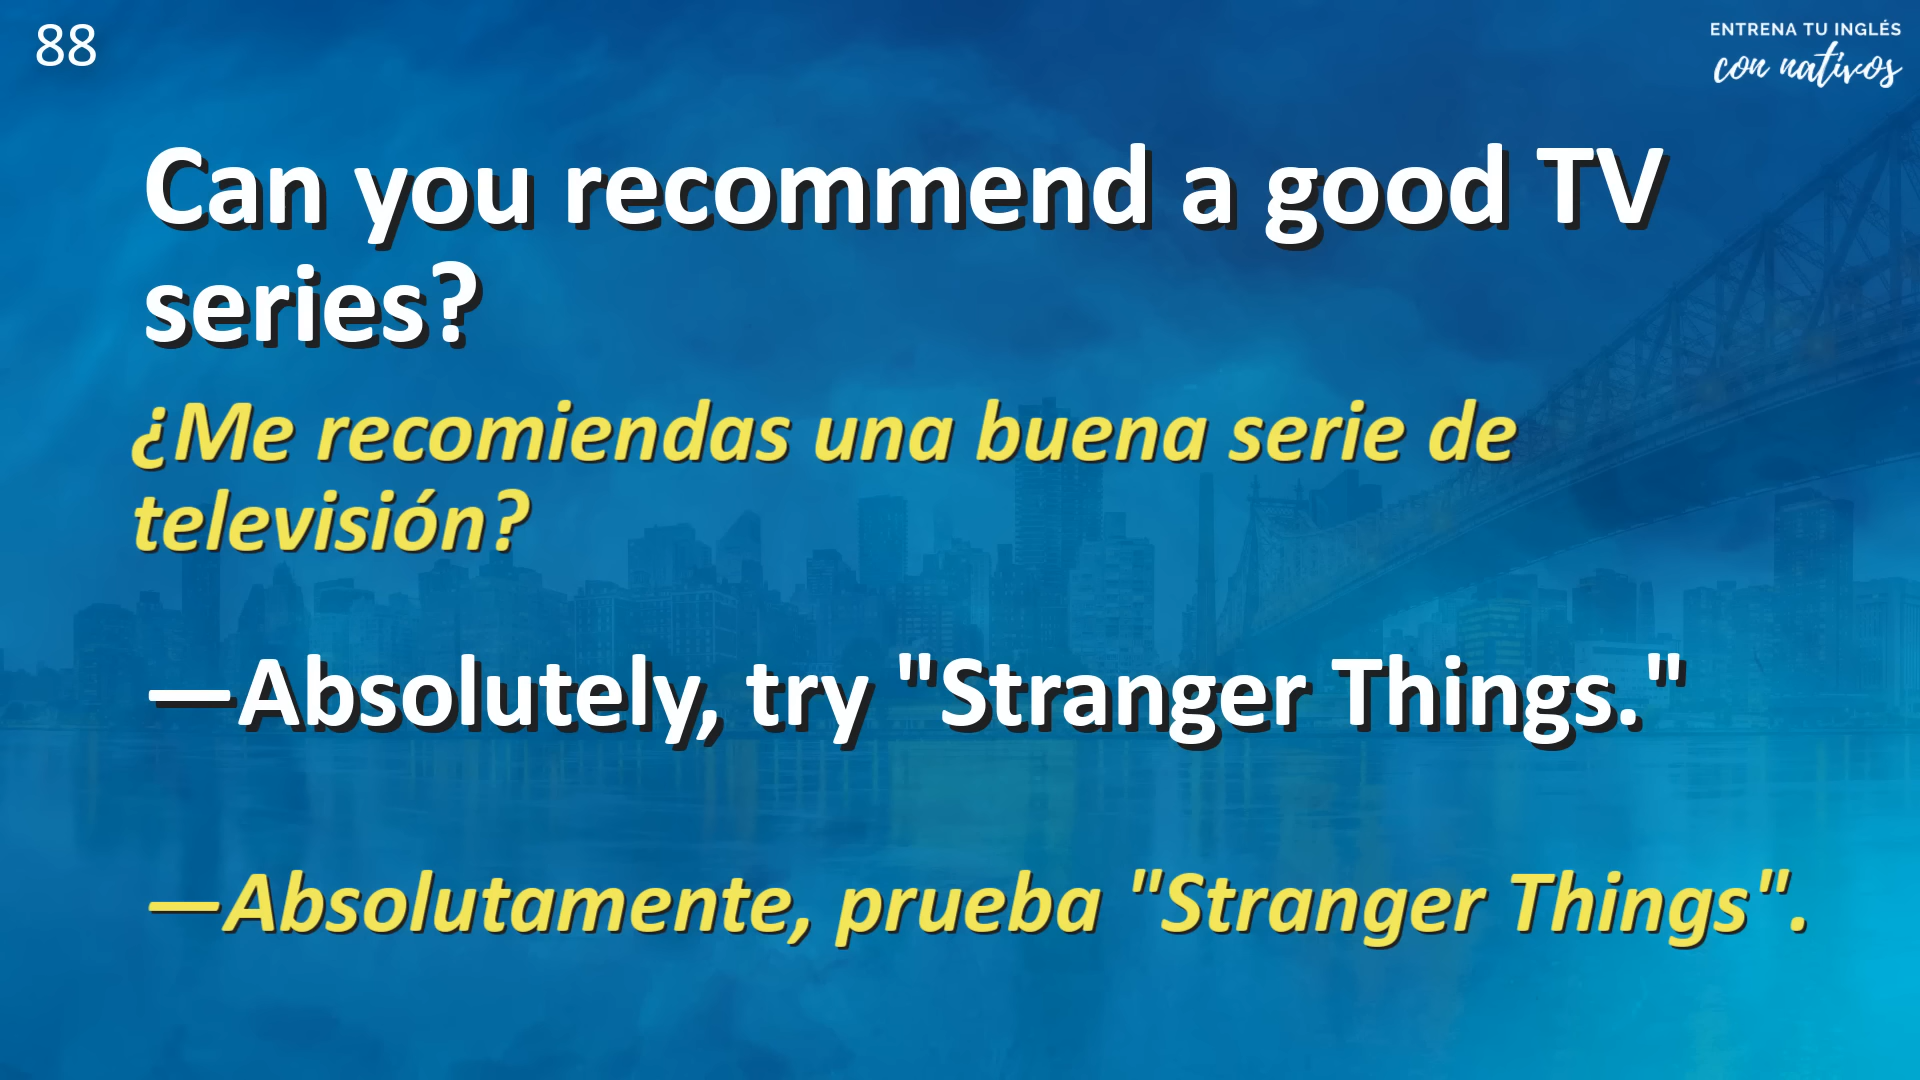 88
ENTRENA TU INGLÉS
con nativos
Can you recommend a good TV
series?
¿Me recomiendas una buena serie de
televisión?
—Absolutely, try "Stranger Things."
—Absolutamente, prueba "Stranger Things".